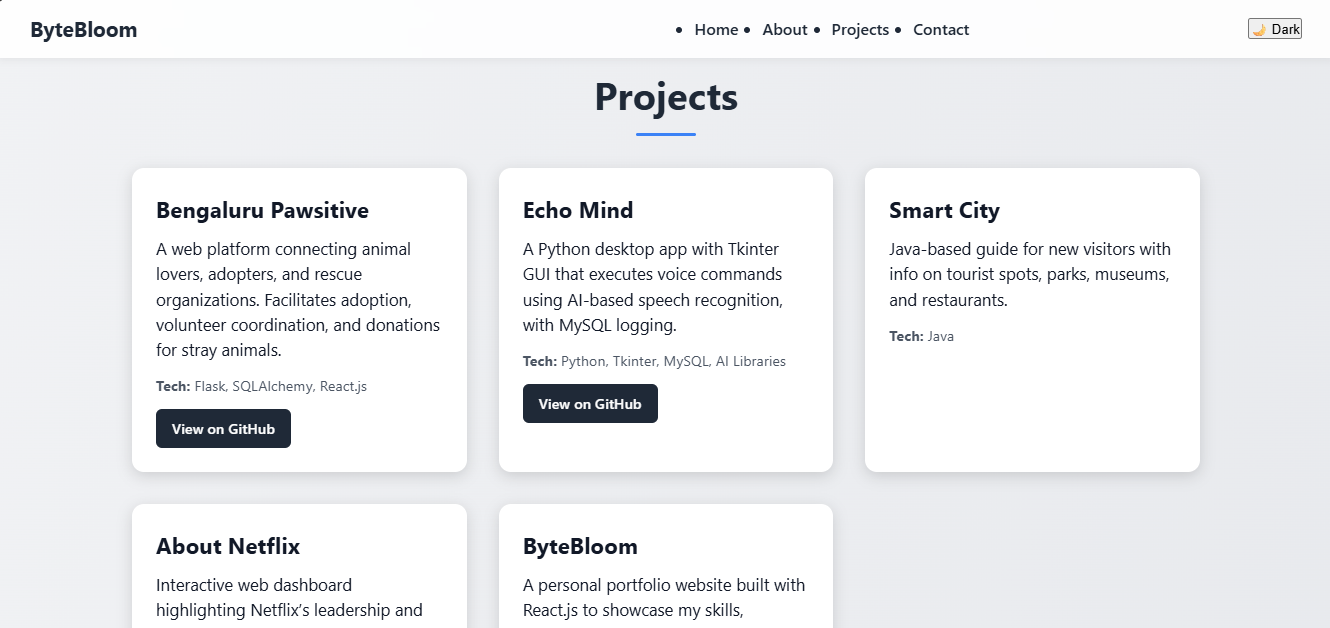 ByteBloom
• Home • About • Projects • Contact
🌙 Dark
Projects
Bengaluru Pawsitive
A web platform connecting animal
lovers, adopters, and rescue
organizations. Facilitates adoption,
volunteer coordination, and donations
for stray animals.
Tech: Flask, SQLAlchemy, React.js
View on GitHub
Echo Mind
A Python desktop app with Tkinter
GUI that executes voice commands
using AI-based speech recognition,
with MySQL logging.
Tech: Python, Tkinter, MySQL, AI Libraries
View on GitHub
Smart City
Java-based guide for new visitors with
info on tourist spots, parks, museums,
and restaurants.
Tech: Java
About Netflix
Interactive web dashboard
highlighting Netflix’s leadership and
ByteBloom
A personal portfolio website built with
React.js to showcase my skills,